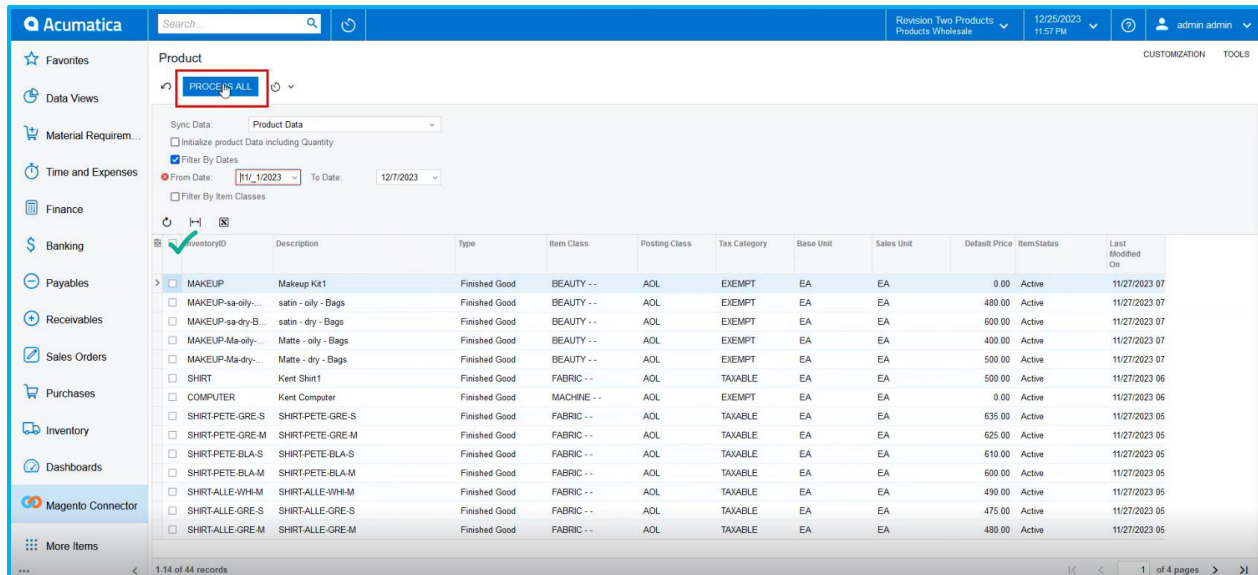 Acumatica
Search...
Revision Two Products
Products Wholesale
12/25/2023
11:57 PM
admin admin
Favorites
Data Views
Material Requirem...
Time and Expenses
Finance
Banking
Payables
Receivables
Sales Orders
Purchases
Inventory
Dashboards
Magento Connector
More Items
Product
CUSTOMIZATION TOOLS
PROCESS ALL
Sync Data: Product Data
Initialize product Data including Quantity
Filter By Dates
From Date: 11/_1/2023 To Date: 12/7/2023
Filter By Item Classes
InventoryID Description Type Item Class Posting Class Tax Category Base Unit Sales Unit Default Price ItemStatus Last Modified On
MAKEUP Makeup Kit1 Finished Good BEAUTY - - AOL EXEMPT EA EA 0.00 Active 11/27/2023 07
MAKEUP-sa-oily-... satin - oily - Bags Finished Good BEAUTY - - AOL EXEMPT EA EA 480.00 Active 11/27/2023 07
MAKEUP-sa-dry-B... satin - dry - Bags Finished Good BEAUTY - - AOL EXEMPT EA EA 600.00 Active 11/27/2023 07
MAKEUP-Ma-oily-... Matte - oily - Bags Finished Good BEAUTY - - AOL EXEMPT EA EA 400.00 Active 11/27/2023 07
MAKEUP-Ma-dry-... Matte - dry - Bags Finished Good BEAUTY - - AOL EXEMPT EA EA 500.00 Active 11/27/2023 07
SHIRT Kent Shirt1 Finished Good FABRIC - - AOL TAXABLE EA EA 500.00 Active 11/27/2023 06
COMPUTER Kent Computer Finished Good MACHINE - - AOL EXEMPT EA EA 0.00 Active 11/27/2023 06
SHIRT-PETE-GRE-S SHIRT-PETE-GRE-S Finished Good FABRIC - - AOL TAXABLE EA EA 635.00 Active 11/27/2023 05
SHIRT-PETE-GRE-M SHIRT-PETE-GRE-M Finished Good FABRIC - - AOL TAXABLE EA EA 625.00 Active 11/27/2023 05
SHIRT-PETE-BLA-S SHIRT-PETE-BLA-S Finished Good FABRIC - - AOL TAXABLE EA EA 610.00 Active 11/27/2023 05
SHIRT-PETE-BLA-M SHIRT-PETE-BLA-M Finished Good FABRIC - - AOL TAXABLE EA EA 600.00 Active 11/27/2023 05
SHIRT-ALLE-WHI-M SHIRT-ALLE-WHI-M Finished Good FABRIC - - AOL TAXABLE EA EA 490.00 Active 11/27/2023 05
SHIRT-ALLE-GRE-S SHIRT-ALLE-GRE-S Finished Good FABRIC - - AOL TAXABLE EA EA 475.00 Active 11/27/2023 05
SHIRT-ALLE-GRE-M SHIRT-ALLE-GRE-M Finished Good FABRIC - - AOL TAXABLE EA EA 480.00 Active 11/27/2023 05
1-14 of 44 records
1 of 4 pages